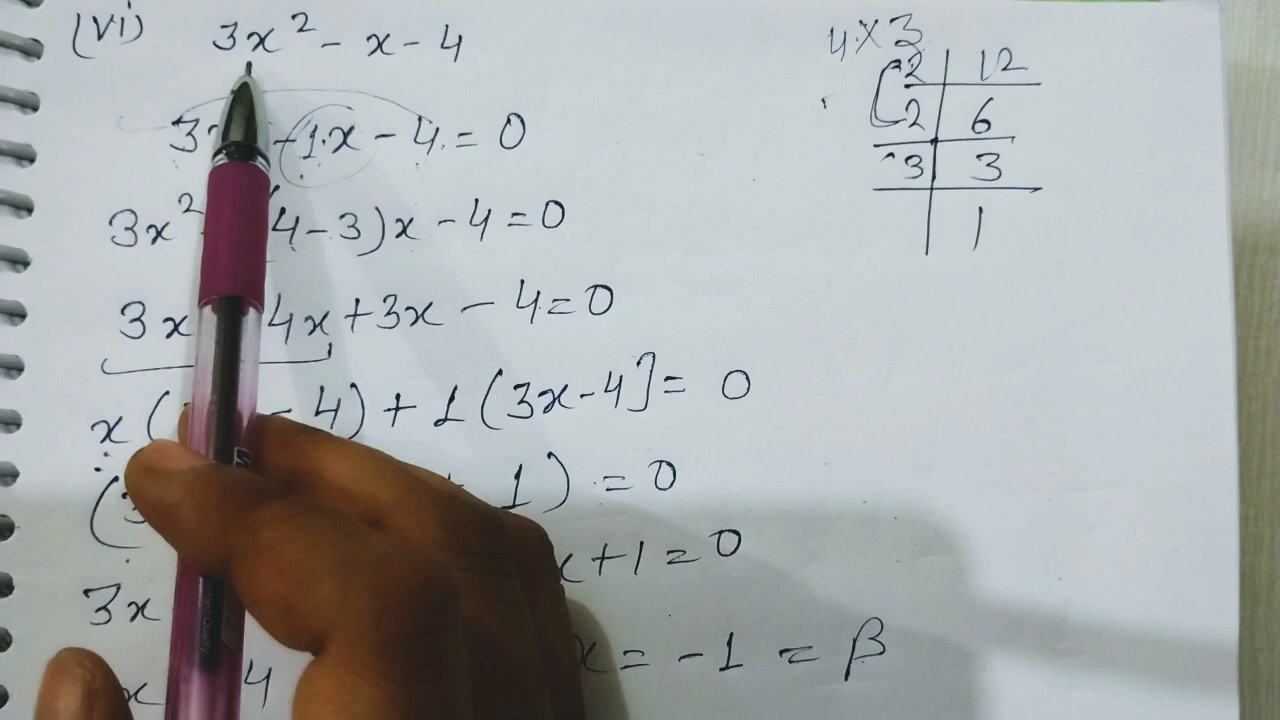 (vi) 3x² - x - 4
3 - 1·x - 4 = 0
3x² (4-3)x - 4 = 0
3x 4x + 3x - 4 = 0
x( - 4) + 1(3x-4] = 0
( 1) = 0
3x x+1 = 0
x 4 x = -1 = β
4×3
2 | 12
2 | 6
3 | 3
| 1